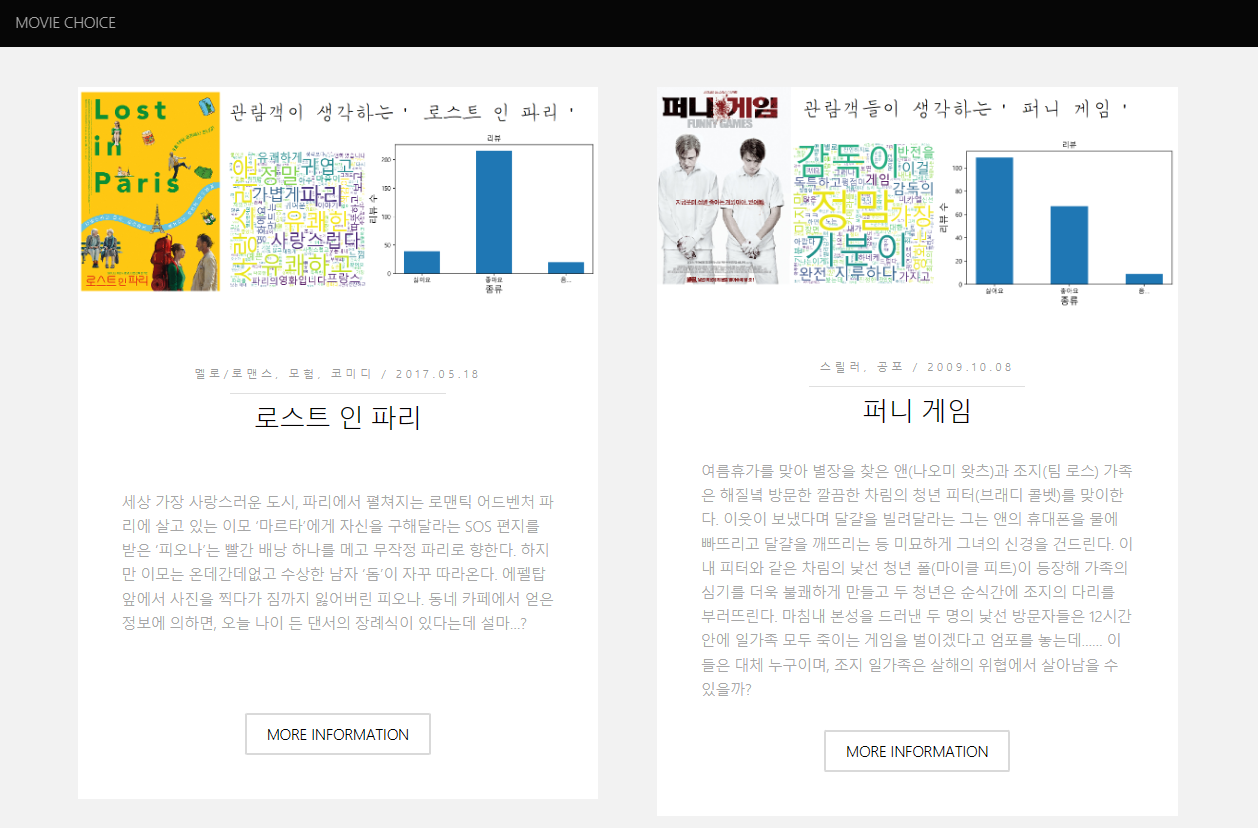 MOVIE CHOICE
Lost
in
Paris
로스트 인 파리
관람객이 생각하는 ' 로스트 인 파리 '
유쾌하게
귀엽고
정말
가볍게
파리
유쾌한
사랑스럽다
유쾌하고
파리의
영화입니다
프랑스
리뷰
200
150
100
50
0
리뷰 수
싫어요
좋아요
음...
종류
멜로/로맨스, 모험, 코미디 / 2017.05.18
로스트 인 파리
세상 가장 사랑스러운 도시, 파리에서 펼쳐지는 로맨틱 어드벤처 파
리에 살고 있는 이모 ‘마르타’에게 자신을 구해달라는 SOS 편지를
받은 ‘피오나’는 빨간 배낭 하나를 메고 무작정 파리로 향한다. 하지
만 이모는 온데간데없고 수상한 남자 ‘돔’이 자꾸 따라온다. 에펠탑
앞에서 사진을 찍다가 짐까지 잃어버린 피오나. 동네 카페에서 얻은
정보에 의하면, 오늘 나이 든 댄서의 장례식이 있다는데 설마…?
MORE INFORMATION
퍼니 게임
FUNNY GAMES
관람객들이 생각하는 ' 퍼니 게임 '
감독이
반전을
이걸
독특하고
게임
감독의
정말
기분이
완전
지루하다
가지고
리뷰
100
80
60
40
20
0
리뷰 수
싫어요
좋아요
음...
종류
스릴러, 공포 / 2009.10.08
퍼니 게임
여름휴가를 맞아 별장을 찾은 앤(나오미 왓츠)과 조지(팀 로스) 가족
은 해질녘 방문한 깔끔한 차림의 청년 피터(브래디 콜벳)를 맞이한
다. 이웃이 보냈다며 달걀을 빌려달라는 그는 앤의 휴대폰을 물에
빠뜨리고 달걀을 깨뜨리는 등 미묘하게 그녀의 신경을 건드린다. 이
내 피터와 같은 차림의 낯선 청년 폴(마이클 피트)이 등장해 가족의
심기를 더욱 불쾌하게 만들고 두 청년은 순식간에 조지의 다리를
부러뜨린다. 마침내 본성을 드러낸 두 명의 낯선 방문자들은 12시간
안에 일가족 모두 죽이는 게임을 벌이겠다고 엄포를 놓는데…… 이
들은 대체 누구이며, 조지 일가족은 살해의 위협에서 살아남을 수
있을까?
MORE INFORMATION